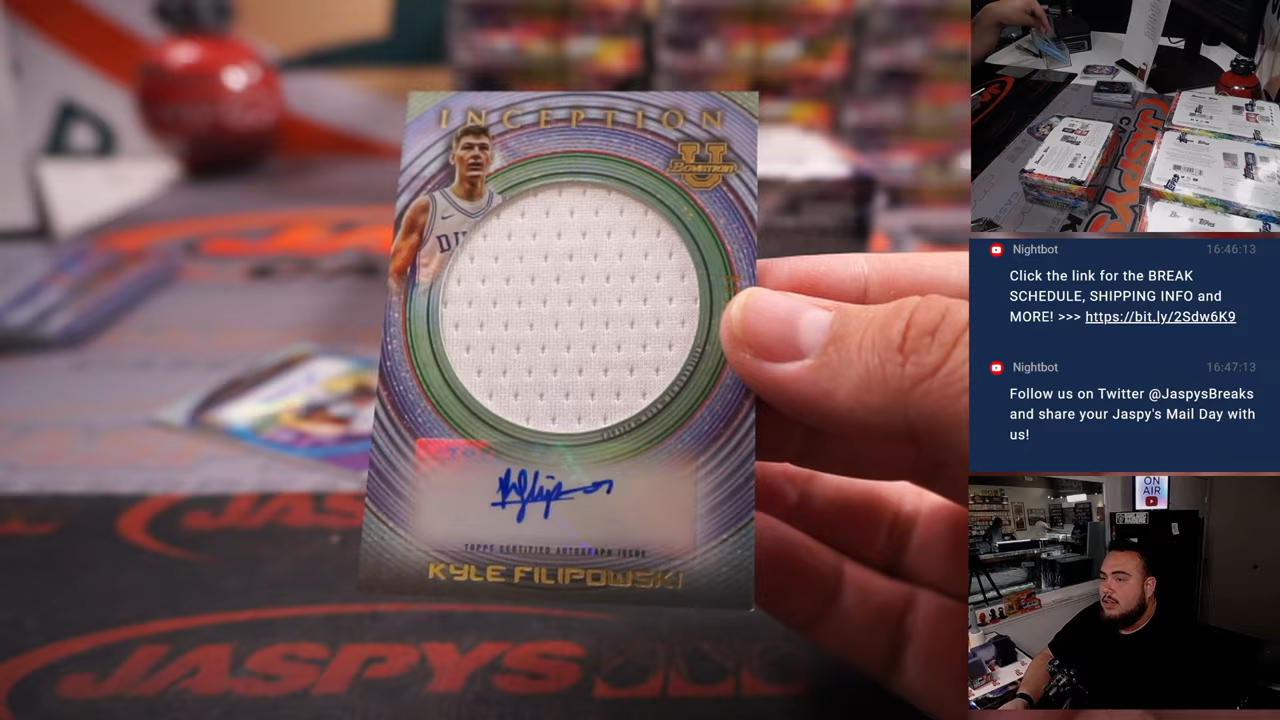 INCEPTION
U
Bowman
DU
TOPPS CERTIFIED AUTOGRAPH ISSUE
KYLE FILIPOWSKI
JASPYS
JASPYS
Nightbot 16:46:13
Click the link for the BREAK
SCHEDULE, SHIPPING INFO and
MORE! >>> https://bit.ly/2Sdw6K9
Nightbot 16:47:13
Follow us on Twitter @JaspysBreaks
and share your Jaspy's Mail Day with
us!
ON
AIR